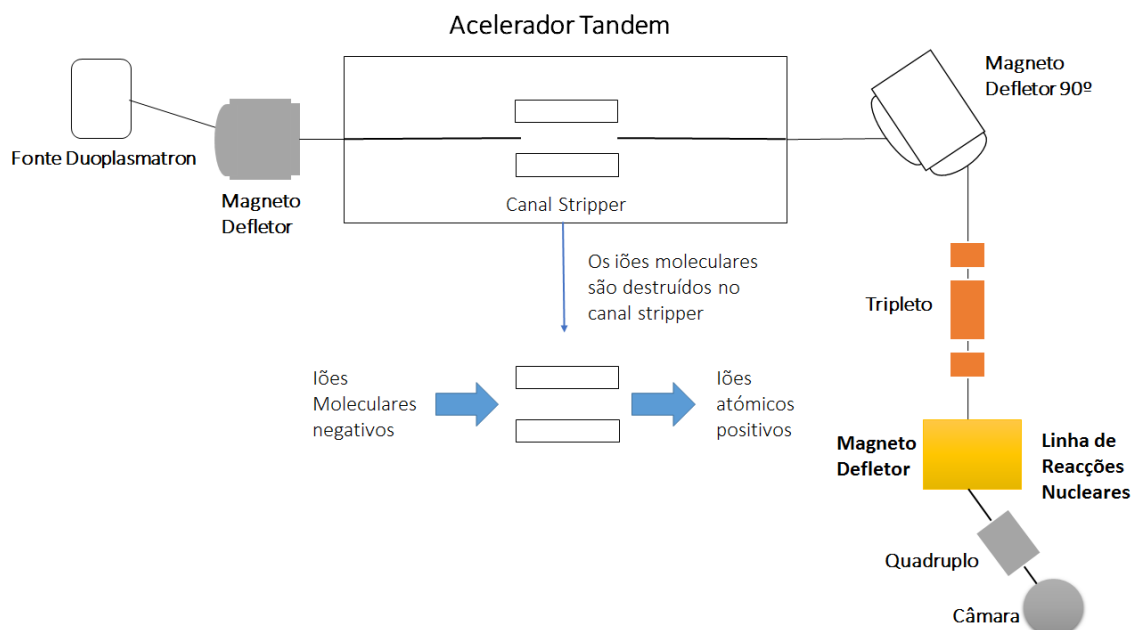 Acelerador Tandem
Fonte Duoplasmatron
Magneto
Defletor
Canal Stripper
Magneto
Defletor 90º
Os iões moleculares
são destruídos no
canal stripper
Tripleto
Iões
Moleculares
negativos
Iões
atómicos
positivos
Magneto
Defletor
Linha de
Reacções
Nucleares
Quadruplo
Câmara